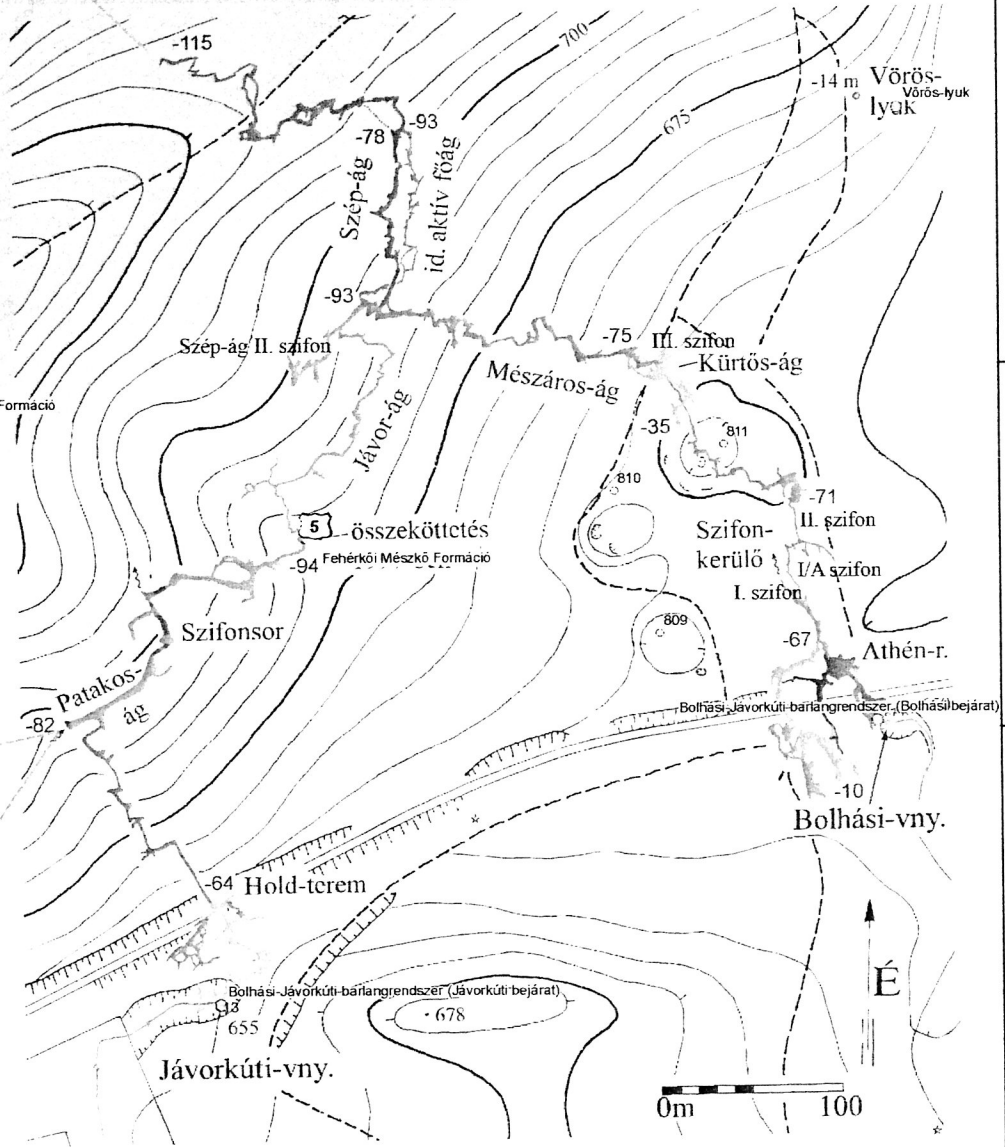 -115
700
-14 m
Vörös-
lyuk
Vörös-lyuk
-93
-78
675
Szép-ág
id. aktív főág
-93
Szép-ág II. szifon
-75
III. szifon
Kürtős-ág
Mészáros-ág
Formáció
Jávor-ág
-35
811
810
-71
II. szifon
5
összeköttetés
Szifon-
kerülő
-94
Fehérkői Mészkő Formáció
I/A szifon
I. szifon
Szifonsor
809
-67
Athén-r.
Patakos-
ág
-82
Bolhási-Jávorkúti-barlangrendszer (Bolhási bejárat)
-10
Bolhási-vny.
-64
Hold-terem
É
Bolhási-Jávorkúti-barlangrendszer (Jávorkúti bejárat)
13
655
678
Jávorkúti-vny.
0m
100